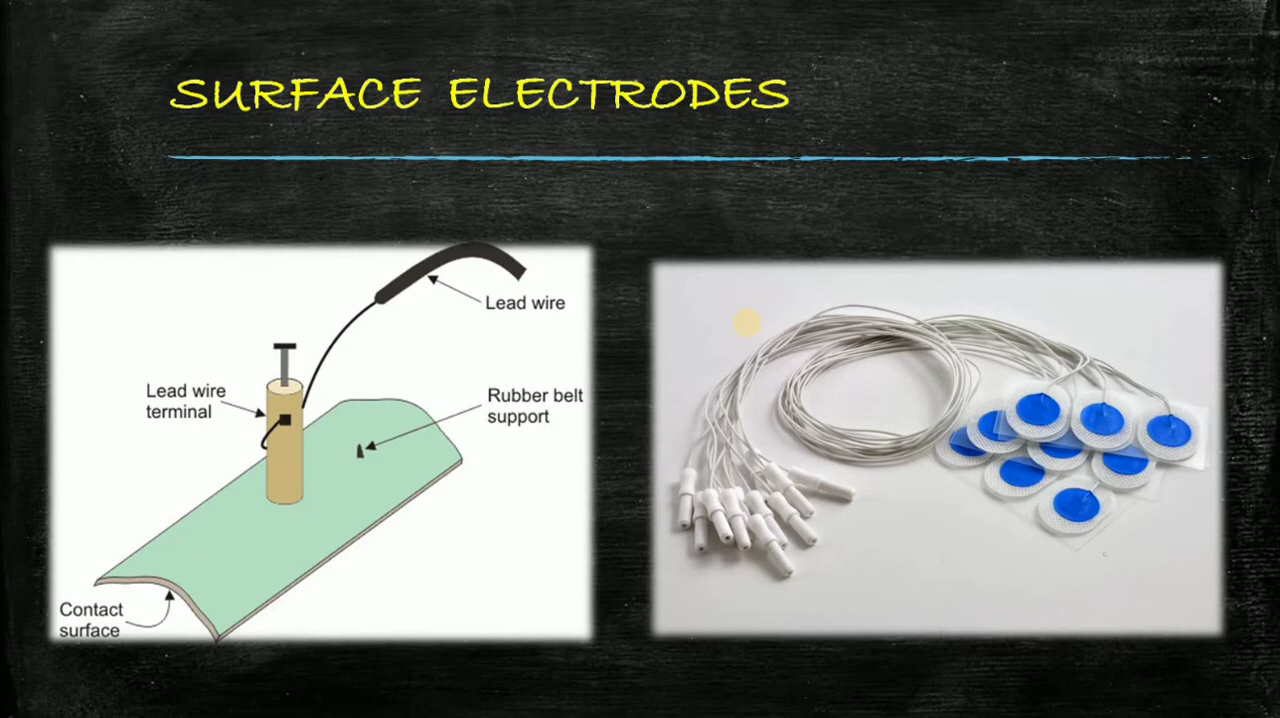 SURFACE ELECTRODES
Lead wire
Lead wire
terminal
Rubber belt
support
Contact
surface